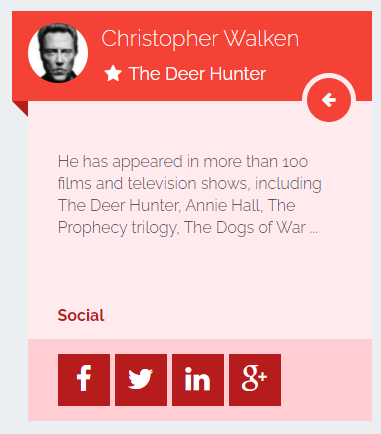 Christopher Walken
The Deer Hunter
He has appeared in more than 100
films and television shows, including
The Deer Hunter, Annie Hall, The
Prophecy trilogy, The Dogs of War ...
Social